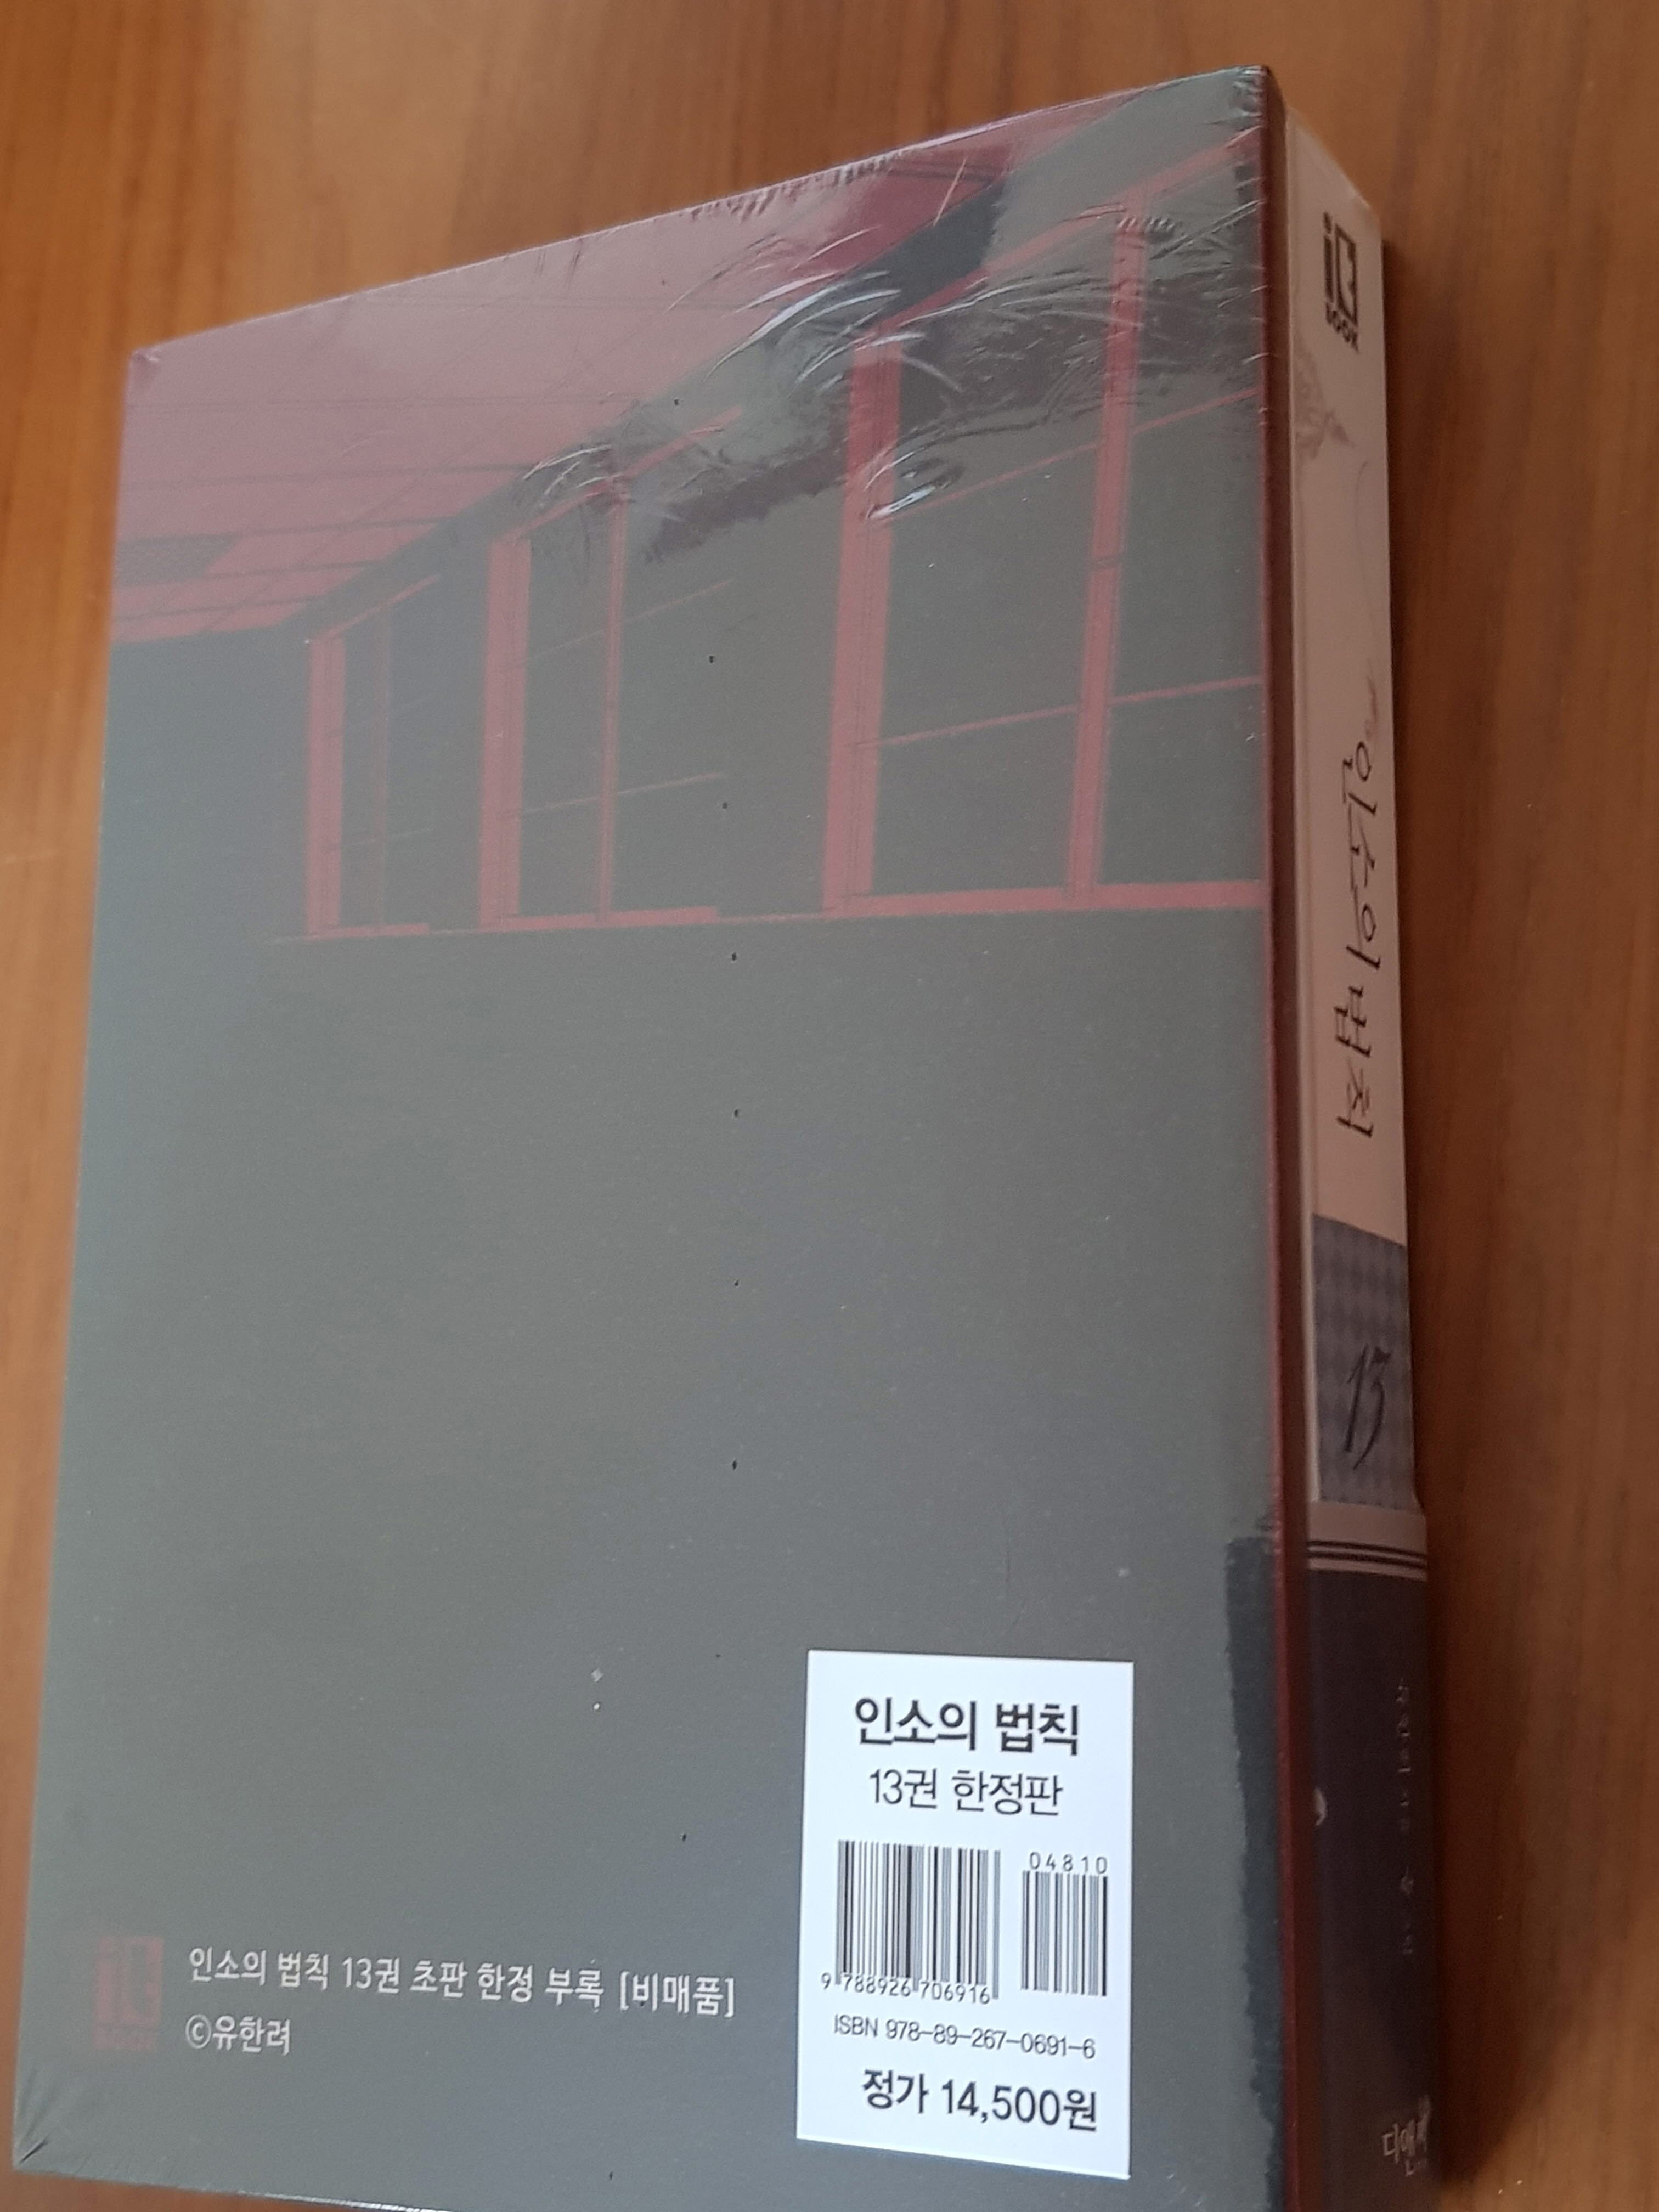 BOOK
인소의 법칙
13
인소의 법칙
13권 한정판
04810
9 788926 706916
ISBN 978-89-267-0691-6
정가 14,500원
인소의 법칙 13권 초판 한정 부록 [비매품]
©유한려
BOOK